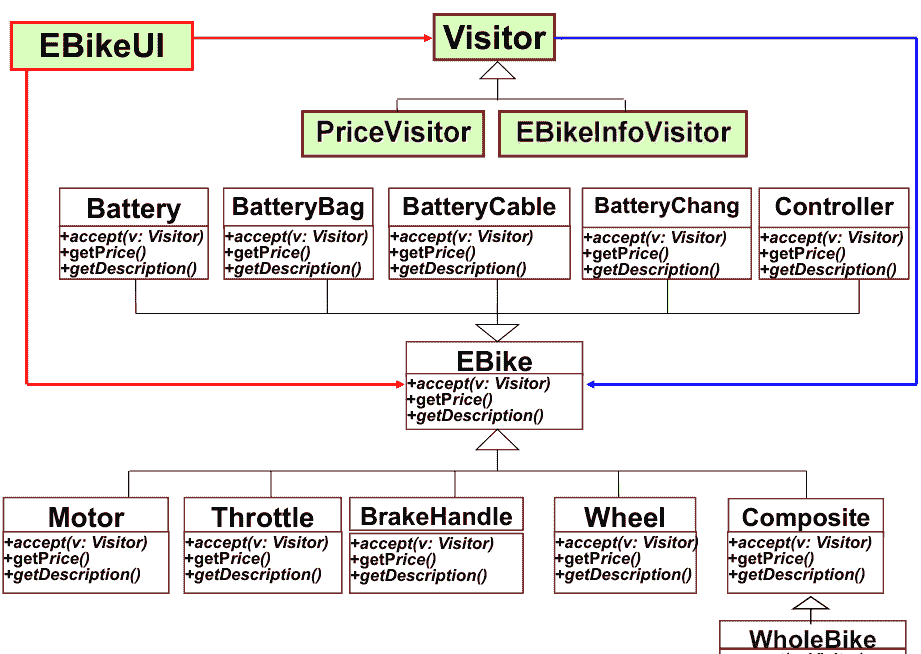 EBikeUI
Visitor
PriceVisitor
EBikeInfoVisitor
Battery
+accept(v: Visitor)
+getPrice()
+getDescription()
BatteryBag
+accept(v: Visitor)
+getPrice()
+getDescription()
BatteryCable
+accept(v: Visitor)
+getPrice()
+getDescription()
BatteryChang
+accept(v: Visitor)
+getPrice()
+getDescription()
Controller
+accept(v: Visitor)
+getPrice()
+getDescription()
EBike
+accept(v: Visitor)
+getPrice()
+getDescription()
Motor
+accept(v: Visitor)
+getPrice()
+getDescription()
Throttle
+accept(v: Visitor)
+getPrice()
+getDescription()
BrakeHandle
+accept(v: Visitor)
+getPrice()
+getDescription()
Wheel
+accept(v: Visitor)
+getPrice()
+getDescription()
Composite
+accept(v: Visitor)
+getPrice()
+getDescription()
WholeBike